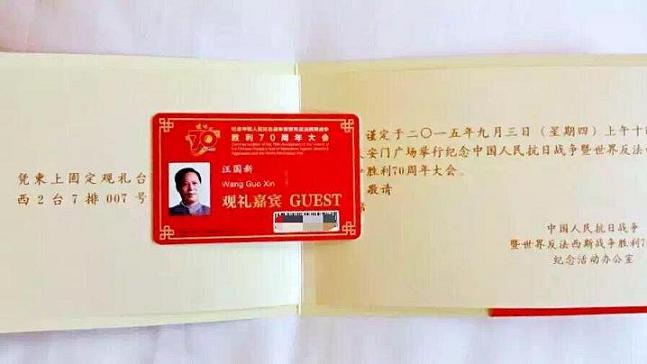 凭柬上固定观礼台
西2台7排007号
纪念中国人民抗日战争暨世界反法西斯战争
胜利70周年大会
汪国新
Wang Guo Xin
观礼嘉宾 GUEST
谨定于二〇一五年九月三日(星期四)上午十
安门广场举行纪念中国人民抗日战争暨世界反法
胜利70周年大会。
敬请
中国人民抗日战争
暨世界反法西斯战争胜利7
纪念活动办公室